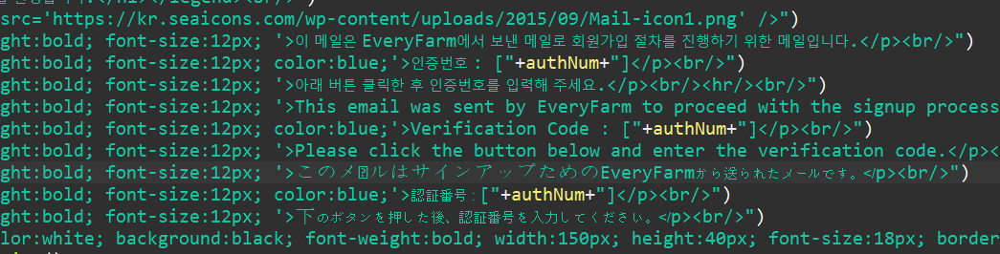 src='https://kr.seaicons.com/wp-content/uploads/2015/09/Mail-icon1.png' />")
ght:bold; font-size:12px; '>이 메일은 EveryFarm에서 보낸 메일로 회원가입 절차를 진행하기 위한 메일입니다.</p><br/>")
ght:bold; font-size:12px; color:blue;'>인증번호 : ["+authNum+"]</p><br/>")
ght:bold; font-size:12px; '>아래 버튼 클릭한 후 인증번호를 입력해 주세요.</p><br/><hr/><br/>")
ght:bold; font-size:12px; '>This email was sent by EveryFarm to proceed with the signup process
ght:bold; font-size:12px; color:blue;'>Verification Code : ["+authNum+"]</p><br/>")
ght:bold; font-size:12px; '>Please click the button below and enter the verification code.</p><
ght:bold; font-size:12px; '>このメールはサインアップためのEveryFarmから送られたメールです。</p><br/>")
ght:bold; font-size:12px; color:blue;'>認証番号 : ["+authNum+"]</p><br/>")
ght:bold; font-size:12px; '>下のボタンを押した後、認証番号を入力してください。</p><br/>")
lor:white; background:black; font-weight:bold; width:150px; height:40px; font-size:18px; border